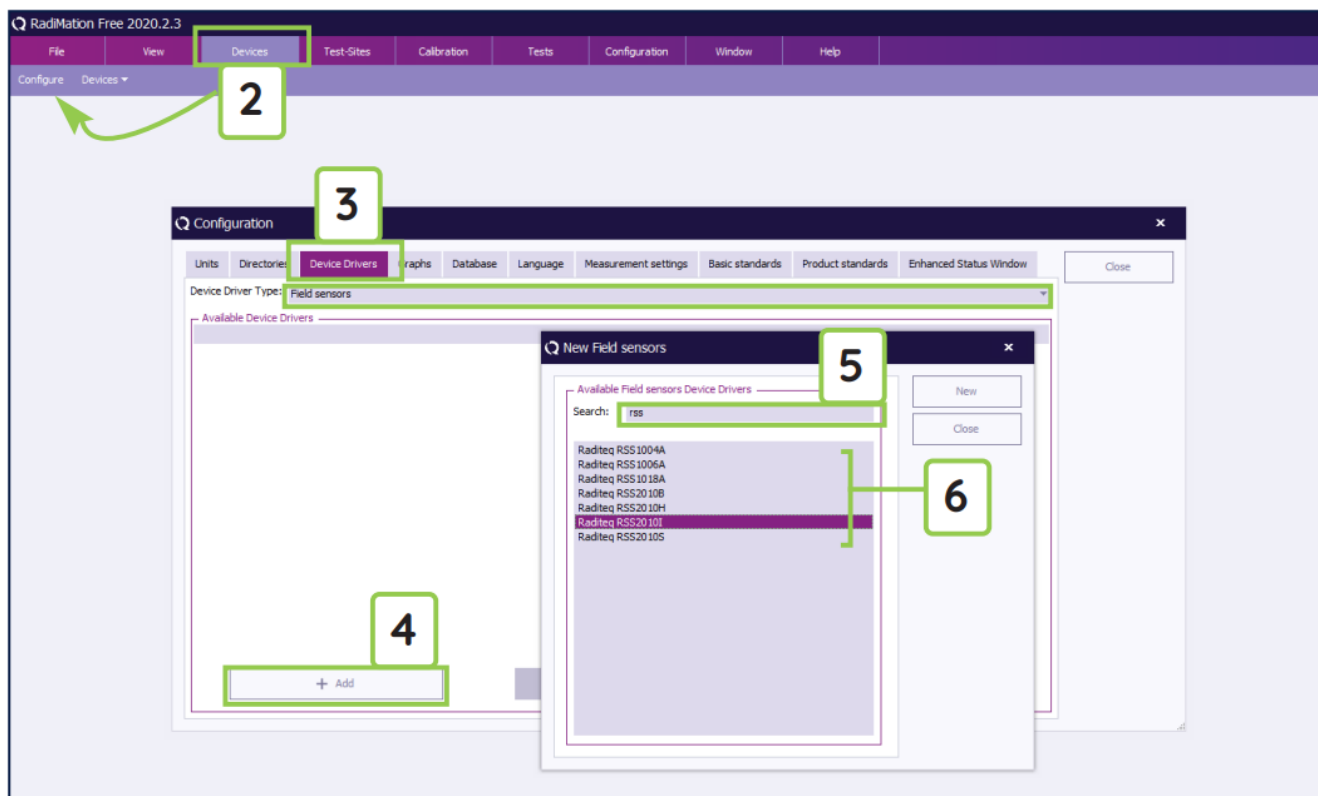 RadiMation Free 2020.2.3
File View Devices Test-Sites Calibration Tests Configuration Window Help
Configure Devices
2
3
Configuration
Units Directories Device Drivers Graphs Database Language Measurement settings Basic standards Product standards Enhanced Status Window
Close
Device Driver Type: Field sensors
Available Device Drivers
New Field sensors
5
Available Field sensors Device Drivers
New
Search: rss
Close
Raditeq RSS1004A
Raditeq RSS1006A
Raditeq RSS1018A
Raditeq RSS2010B
Raditeq RSS2010H
Raditeq RSS2010I
Raditeq RSS2010S
6
4
+ Add